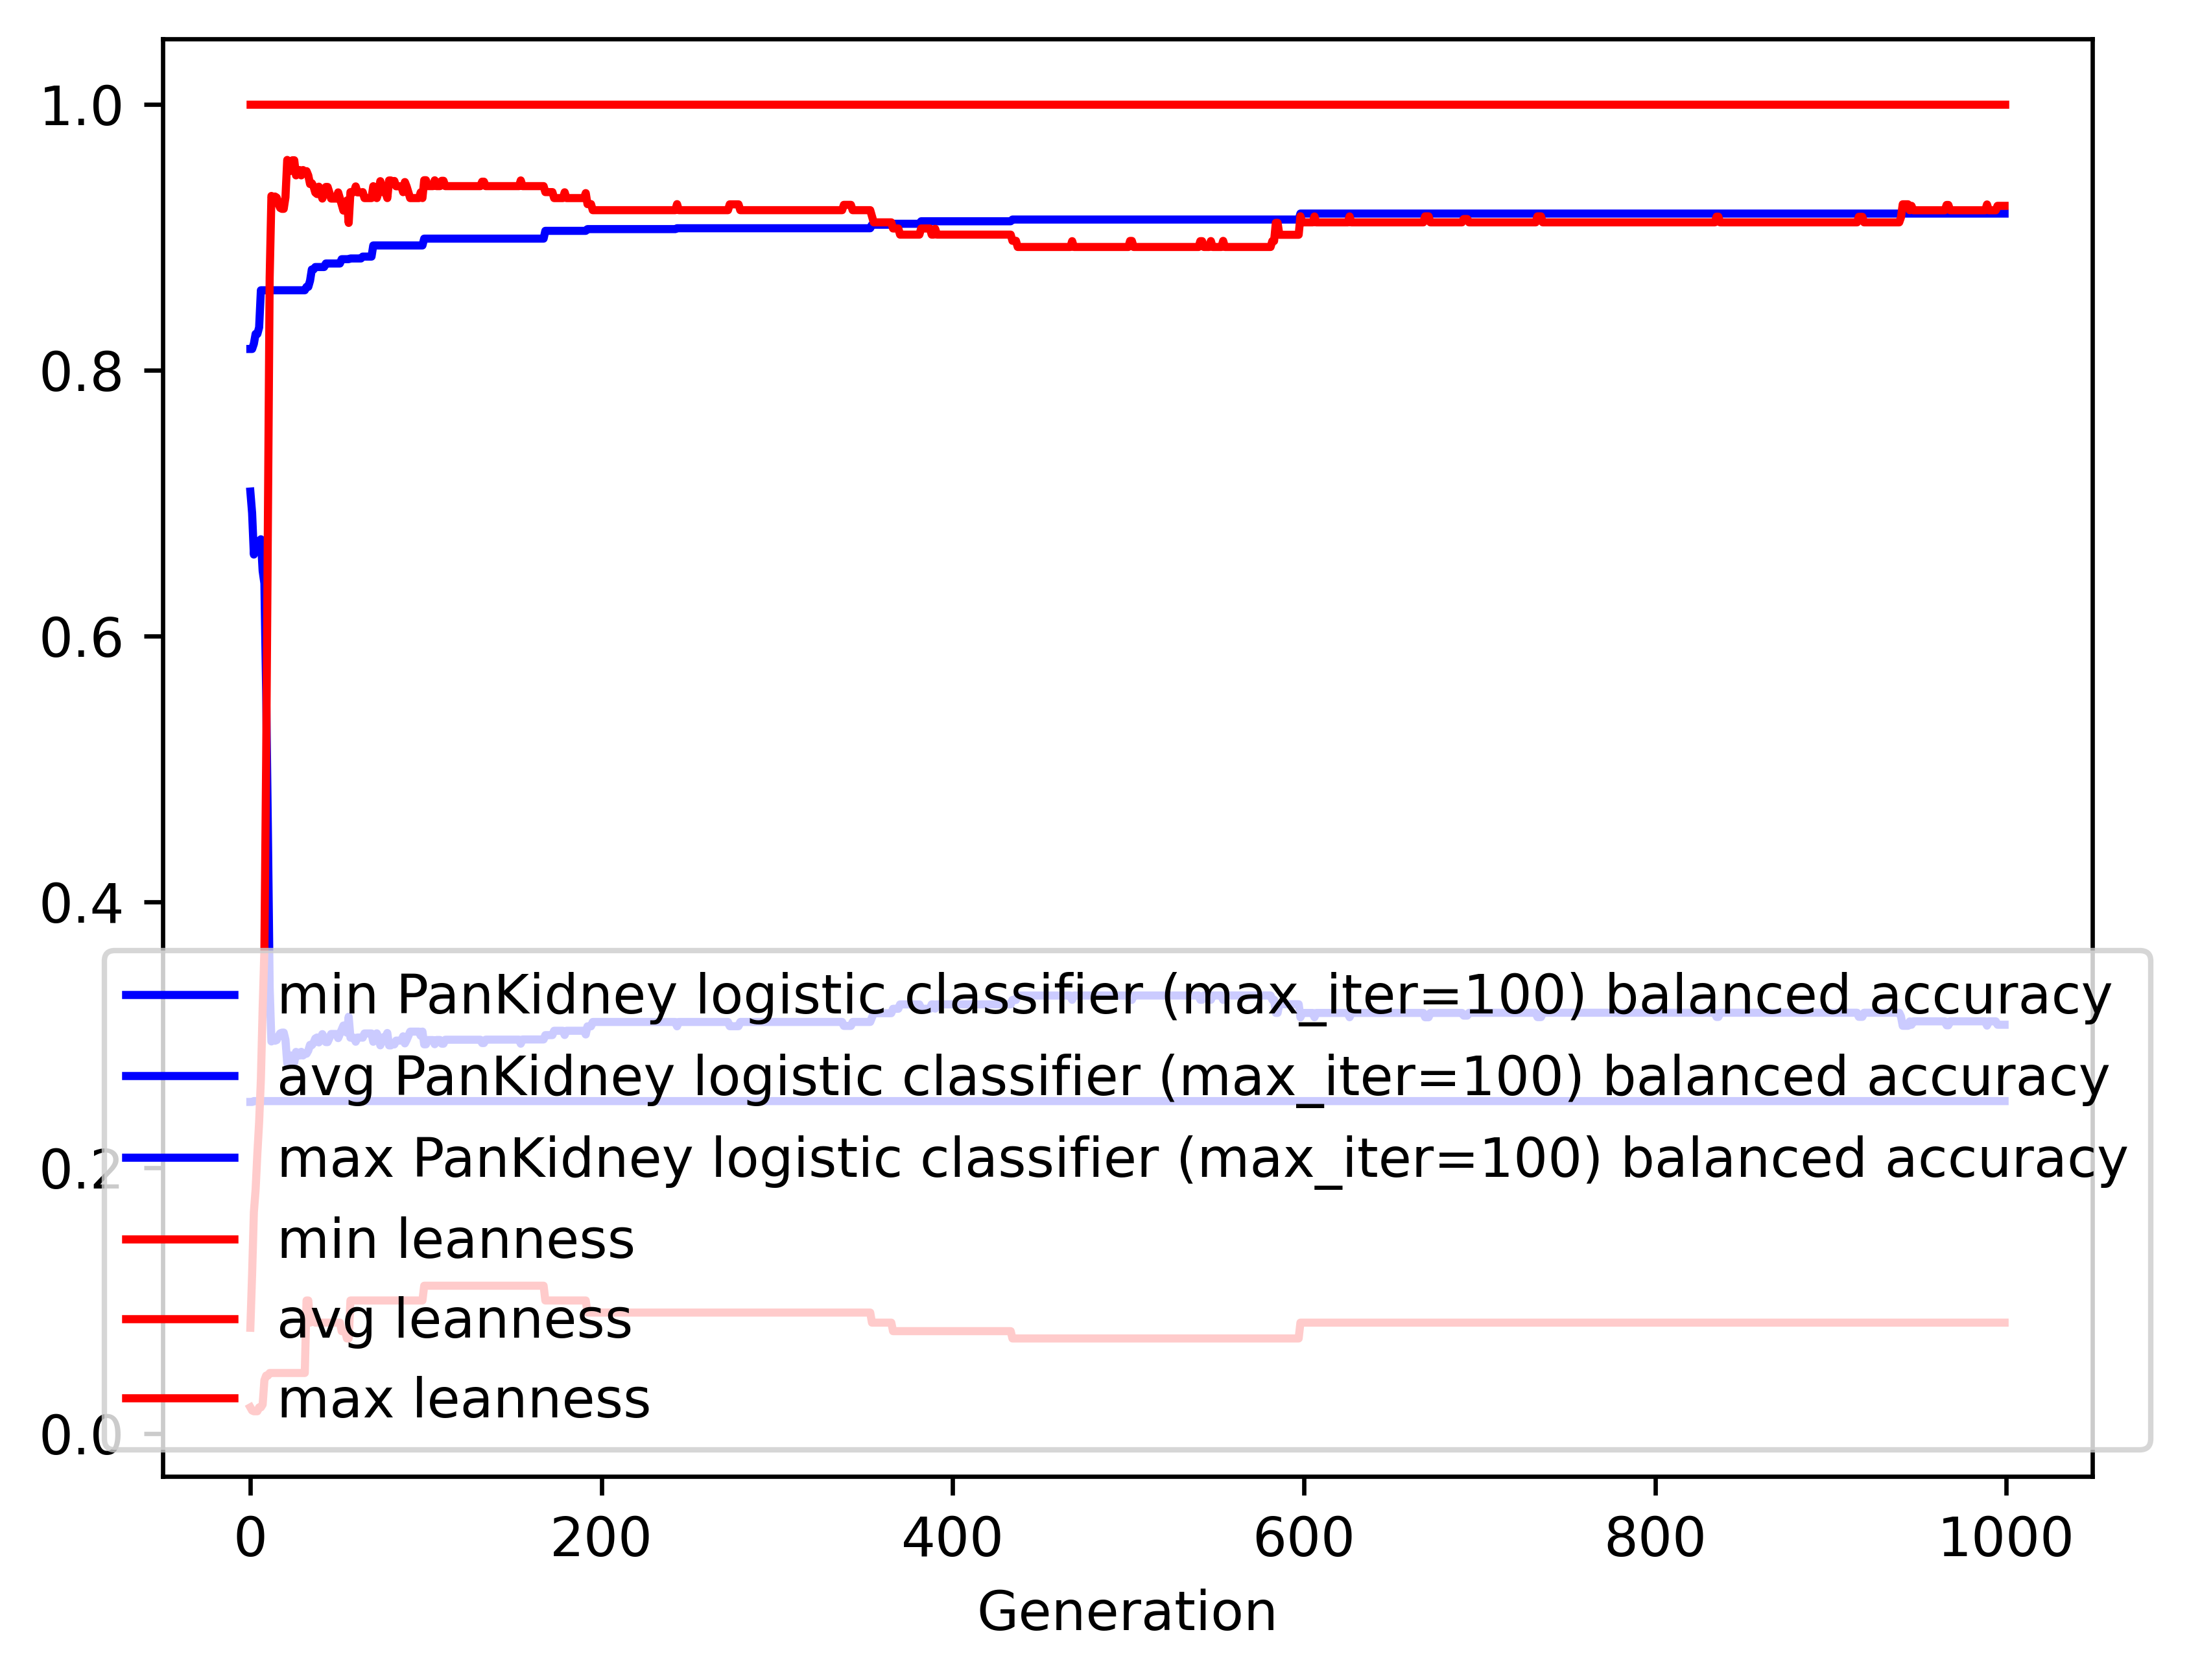 1.0
0.8
0.6
0.4
0.2
0.0
min PanKidney logistic classifier (max_iter=100) balanced accuracy
avg PanKidney logistic classifier (max_iter=100) balanced accuracy
max PanKidney logistic classifier (max_iter=100) balanced accuracy
min leanness
avg leanness
max leanness
0 200 400 600 800 1000
Generation